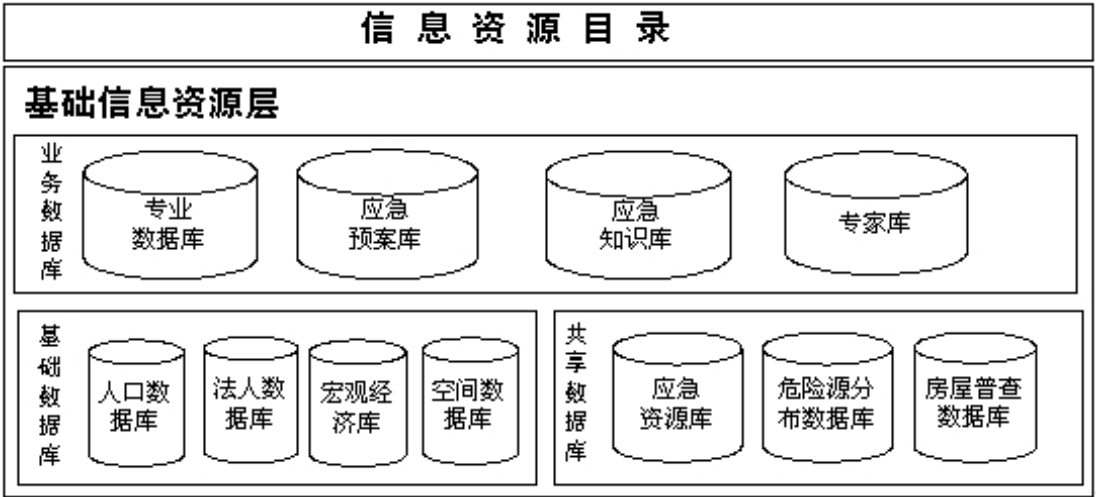 信息资源目录
基础信息资源层
业务数据库
专业
数据库
应急
预案库
应急
知识库
专家库
基础数据库
人口数
据库
法人数
据库
宏观经
济库
空间数
据库
共享数据库
应急
资源库
危险源分
布数据库
房屋普查
数据库